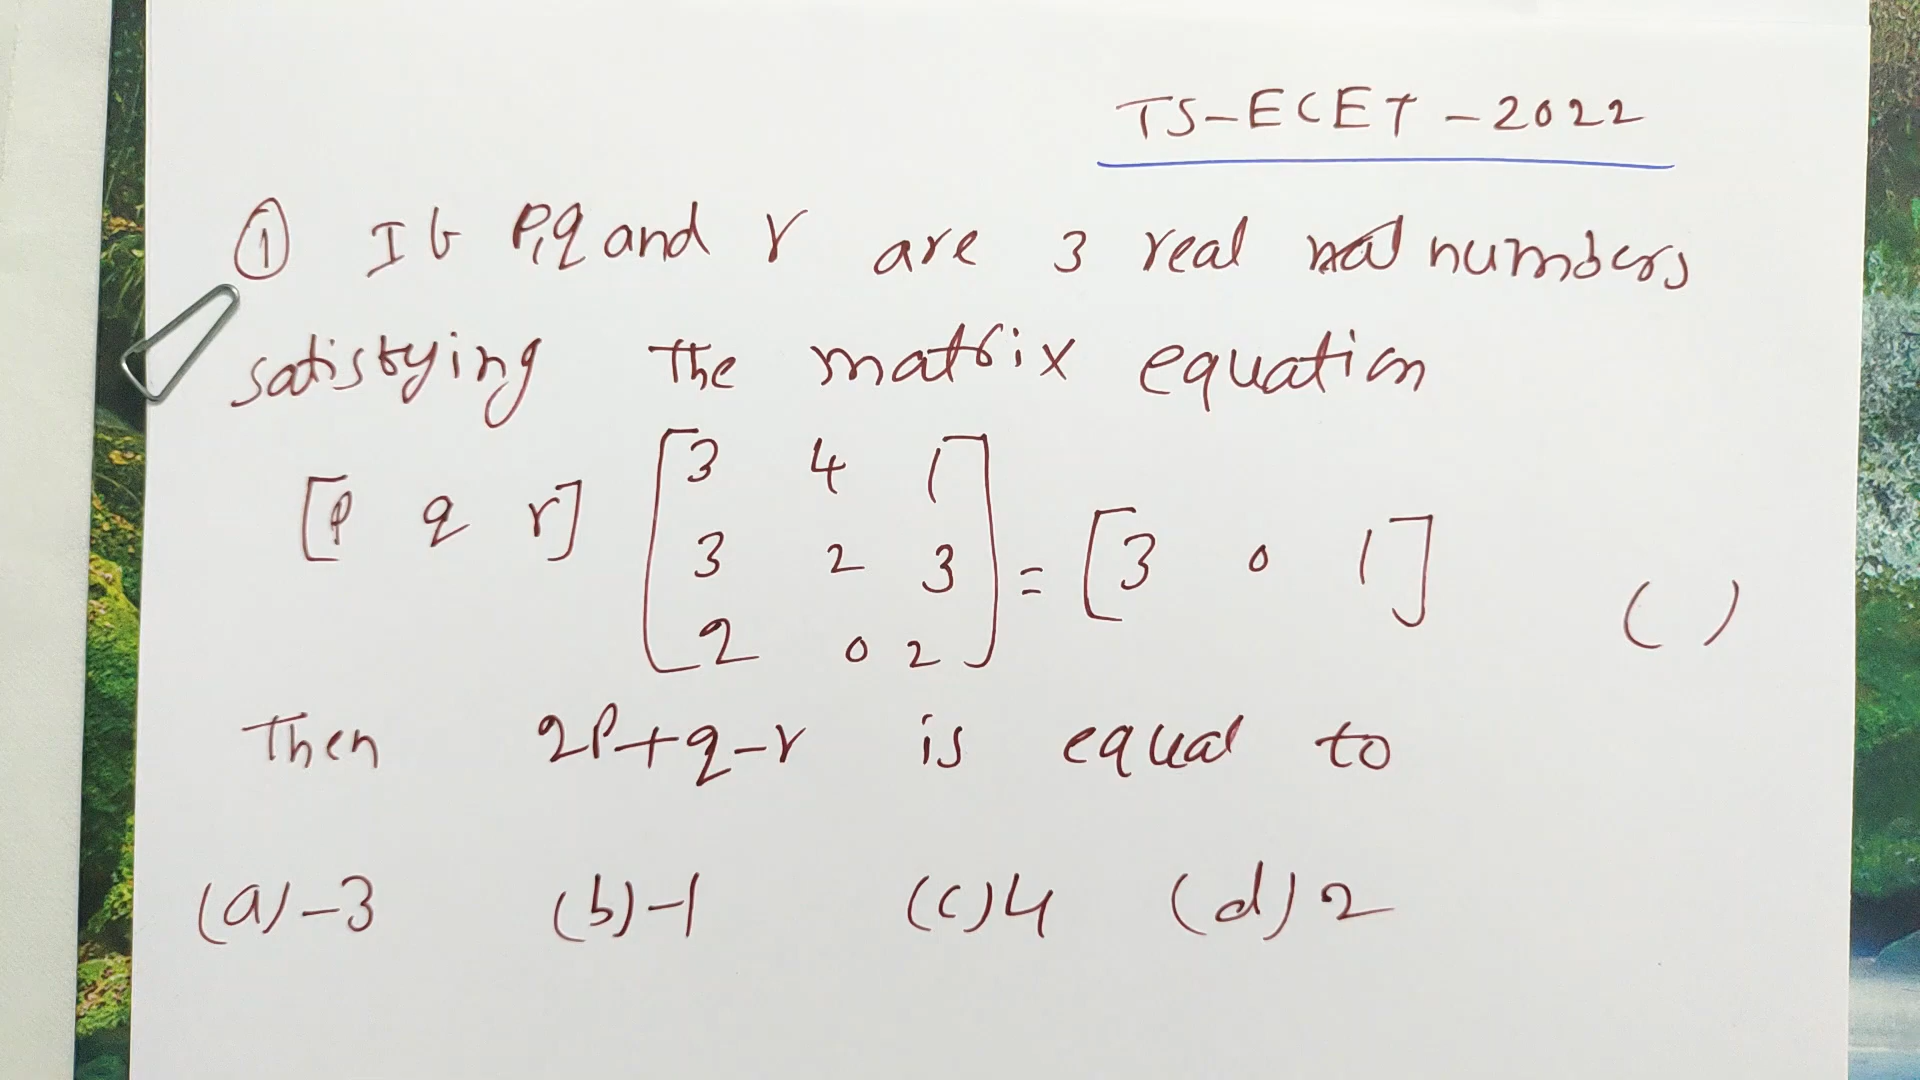 TS-ECET-2022
① If P,q and r are 3 real numbers
satisfying the matrix equation
[P q r] [3 4 1
3 2 3
2 0 2] = [3 0 1] ( )
Then 2P+q-r is equal to
(a) -3 (b) -1 (c) 4 (d) 2